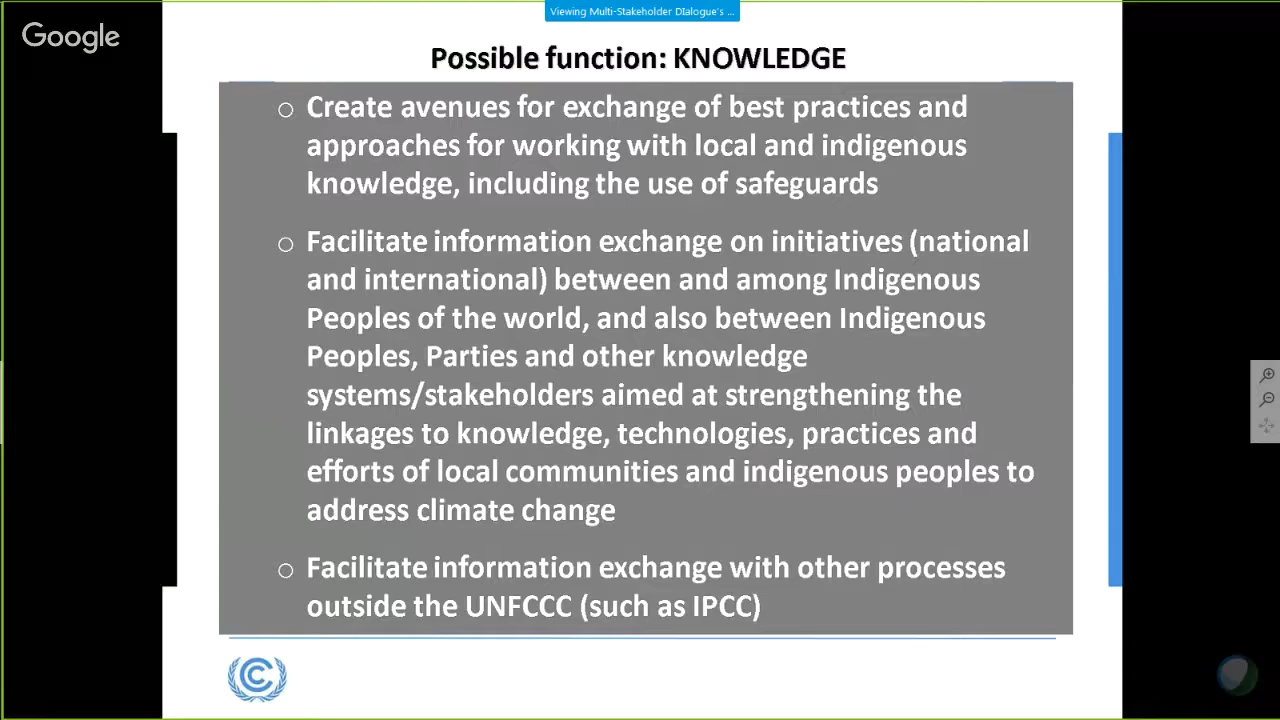 Viewing Multi-Stakeholder DIalogue's ...
Google
Possible function: KNOWLEDGE
○ Create avenues for exchange of best practices and
approaches for working with local and indigenous
knowledge, including the use of safeguards
○ Facilitate information exchange on initiatives (national
and international) between and among Indigenous
Peoples of the world, and also between Indigenous
Peoples, Parties and other knowledge
systems/stakeholders aimed at strengthening the
linkages to knowledge, technologies, practices and
efforts of local communities and indigenous peoples to
address climate change
○ Facilitate information exchange with other processes
outside the UNFCCC (such as IPCC)